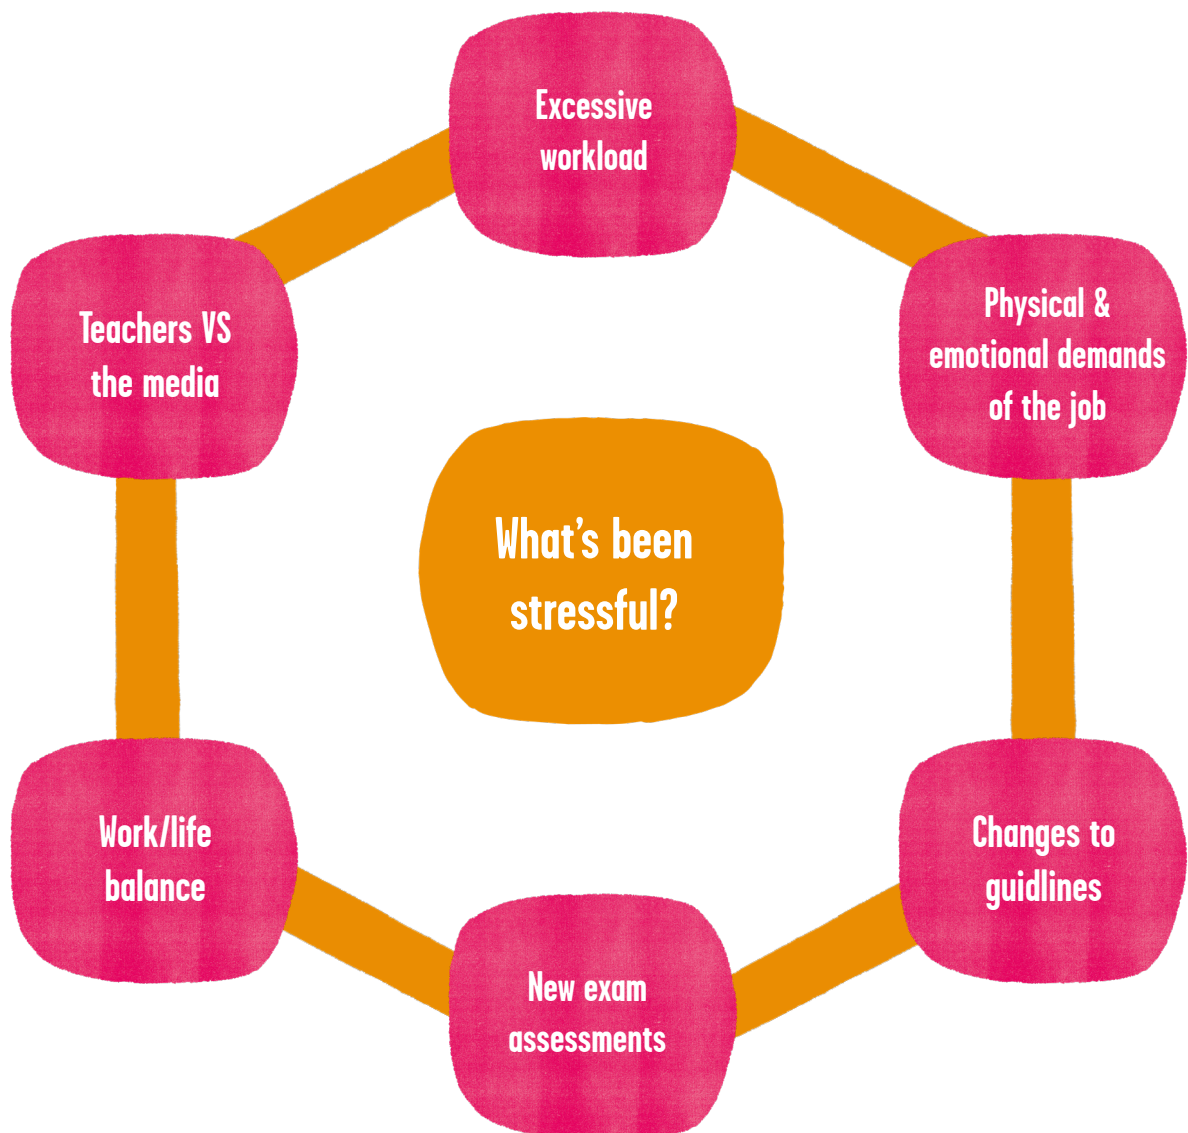 Excessive
workload
Teachers VS
the media
Physical &
emotional demands
of the job
What's been
stressful?
Work/life
balance
Changes to
guidlines
New exam
assessments